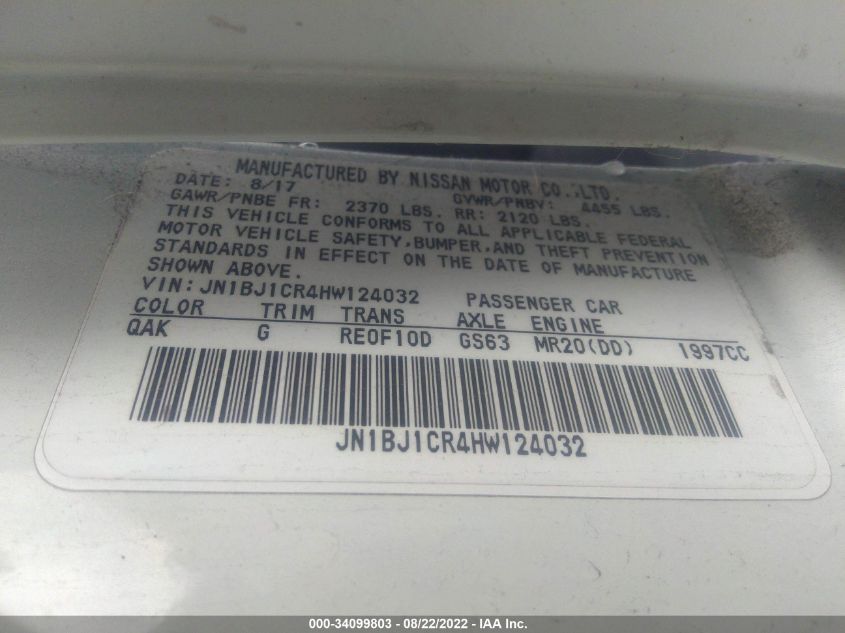 MANUFACTURED BY NISSAN MOTOR CO.,LTD.
DATE: 8/17 GVWR/PNBV: 4455 LBS.
GAWR/PNBE FR: 2370 LBS. RR: 2120 LBS.
THIS VEHICLE CONFORMS TO ALL APPLICABLE FEDERAL
MOTOR VEHICLE SAFETY,BUMPER,AND THEFT PREVENTION
STANDARDS IN EFFECT ON THE DATE OF MANUFACTURE
SHOWN ABOVE.
VIN:JN1BJ1CR4HW124032 PASSENGER CAR
COLOR TRIM TRANS AXLE ENGINE
QAK G RE0F10D GS63 MR20(DD) 1997CC
JN1BJ1CR4HW124032
000-34099803 - 08/22/2022 - IAA Inc.